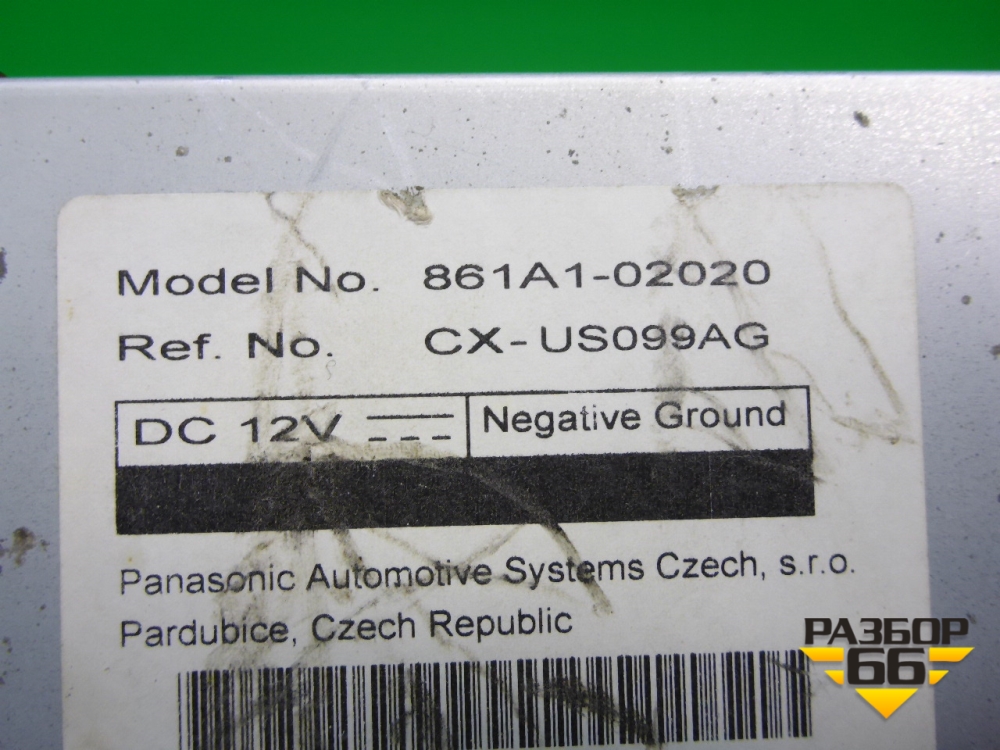 Model No. 861A1-02020
Ref. No. CX-US099AG
DC 12V
Negative Ground
Panasonic Automotive Systems Czech, s.r.o.
Pardubice, Czech Republic
РАЗБОР
66